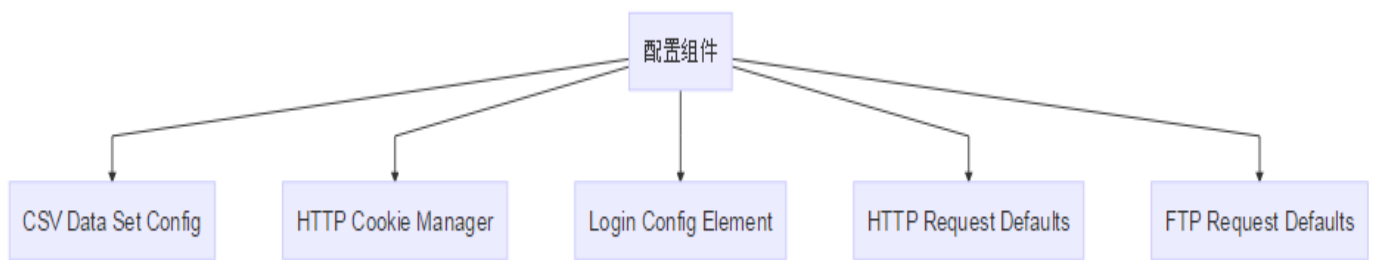 配置组件
CSV Data Set Config
HTTP Cookie Manager
Login Config Element
HTTP Request Defaults
FTP Request Defaults